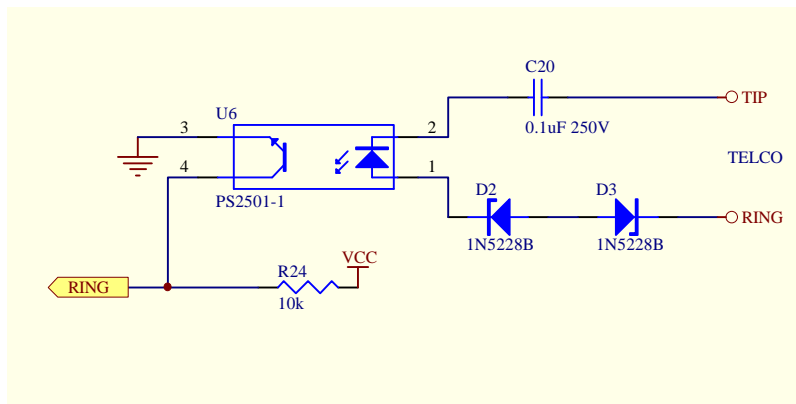 C20
TIP
0.1uF 250V
U6
3
2
4
1
PS2501-1
TELCO
D2
D3
1N5228B
1N5228B
RING
VCC
R24
RING
10k